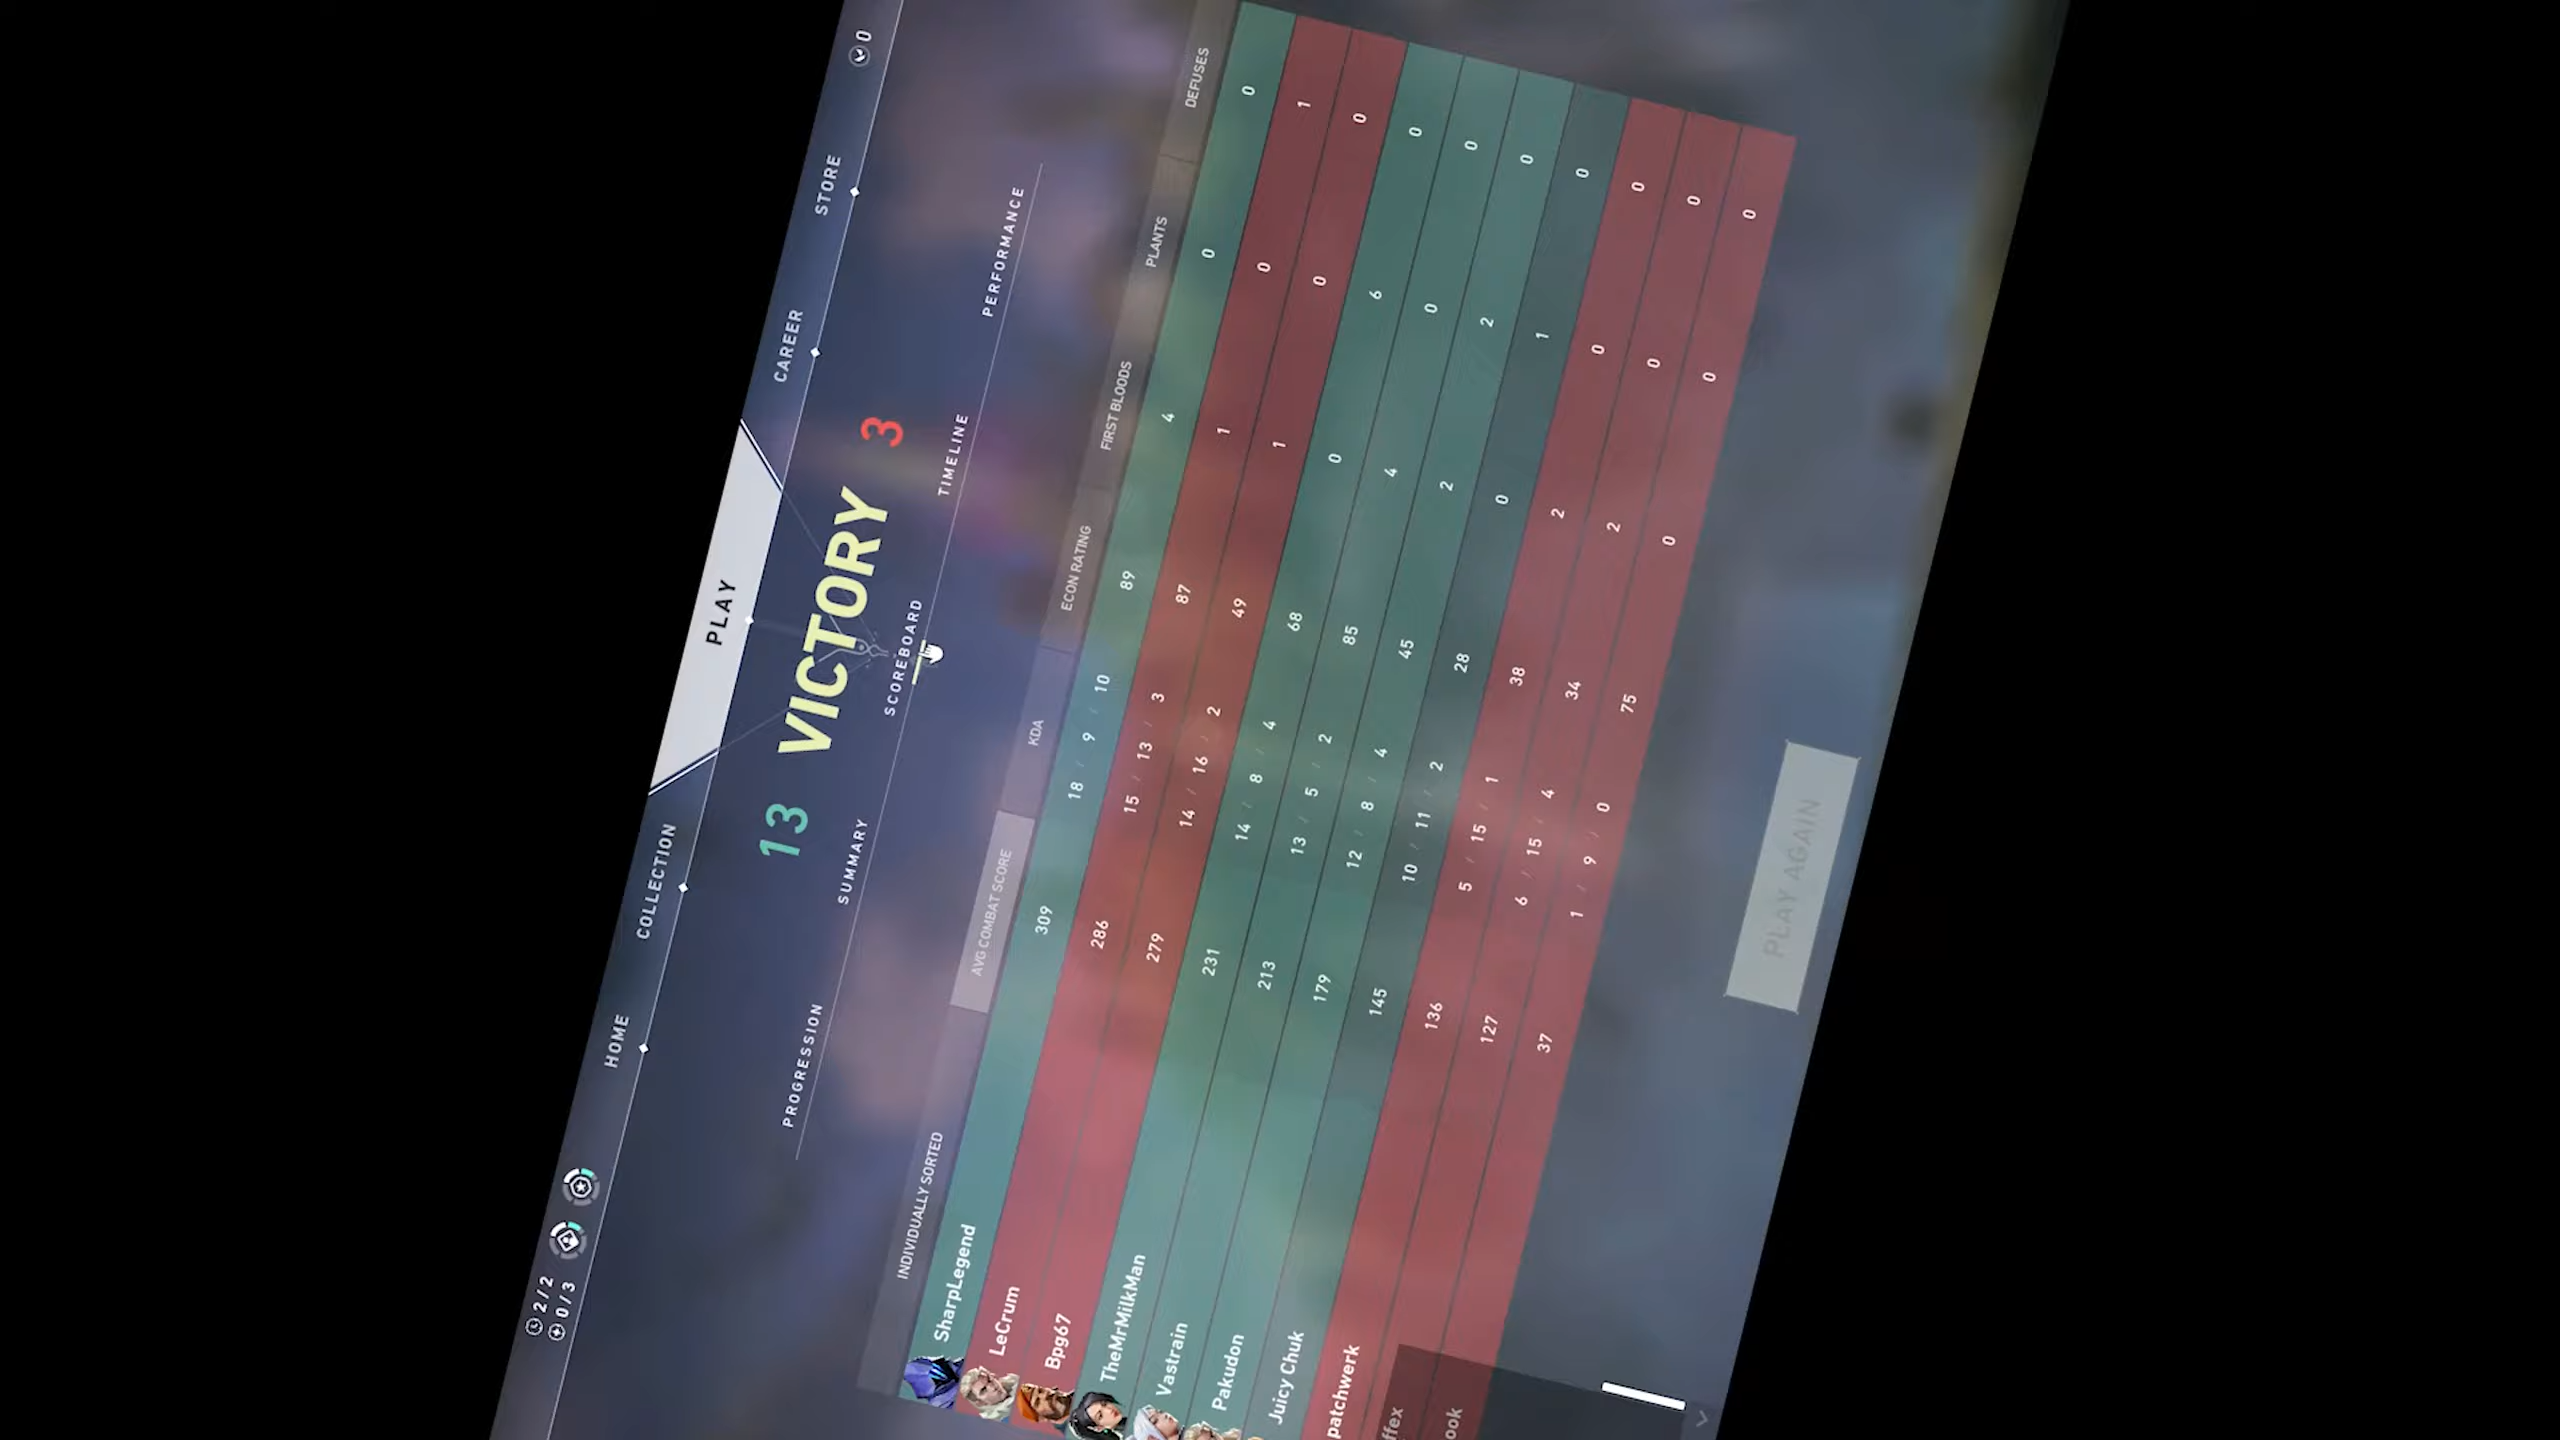 2/2
0/3
HOME
COLLECTION
PLAY
CAREER
STORE
0
13 VICTORY 3
PROGRESSION SUMMARY SCOREBOARD TIMELINE PERFORMANCE
INDIVIDUALLY SORTED AVG COMBAT SCORE KDA ECON RATING FIRST BLOODS PLANTS DEFUSES
SharpLegend 309 18 / 9 / 10 89 4 0 0
LeCrum 286 15 / 13 / 3 87 1 0 1
Bpg67 279 14 / 16 / 2 49 1 0 0
TheMrMilkMan 231 14 / 8 / 4 68 0 6 0
Vastrain 213 13 / 5 / 2 85 4 0 0
Pakudon 179 12 / 8 / 4 45 2 2 0
Juicy Chuk 145 10 / 11 / 2 28 0 1 0
patchwerk 136 5 / 15 / 1 38 2 0 0
ffex 127 6 / 15 / 4 34 2 0 0
ook 37 1 / 9 / 0 75 0 0 0
PLAY AGAIN